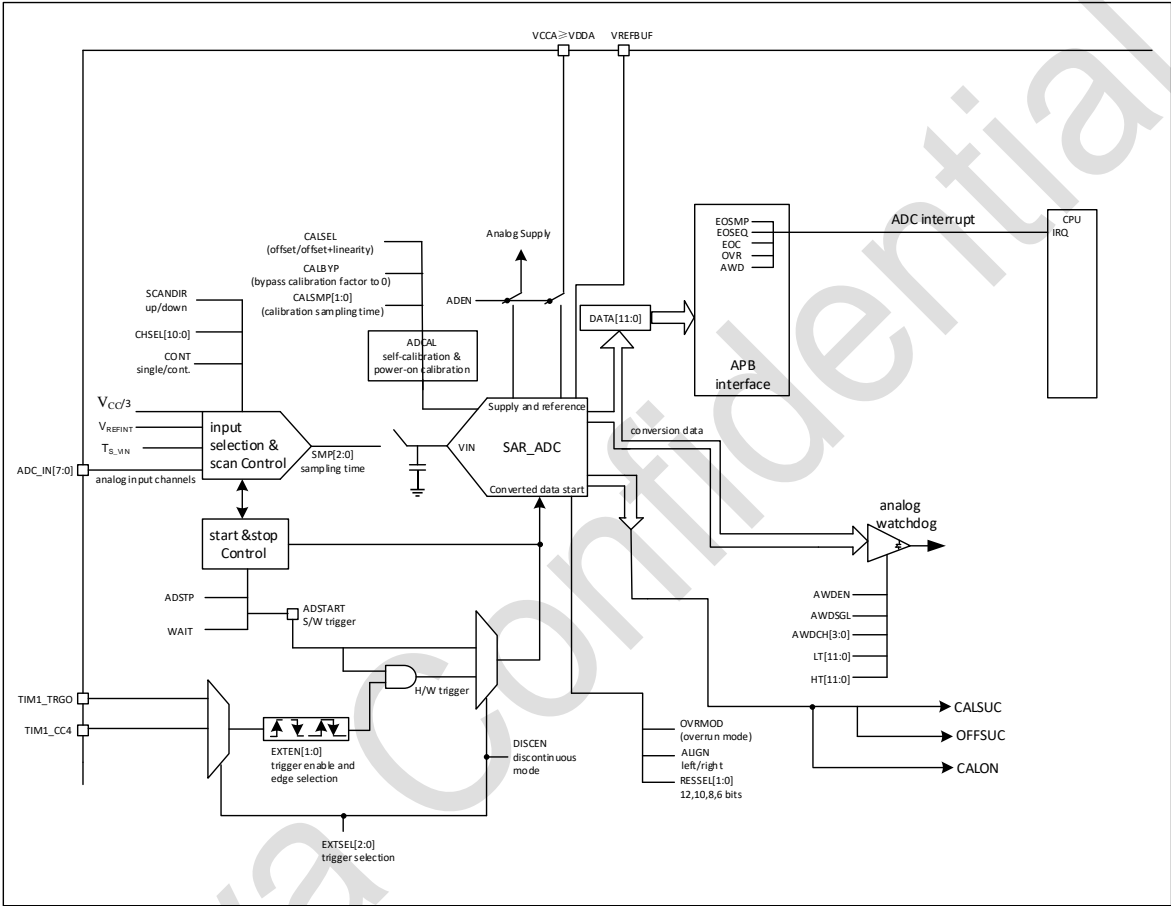 VCCA≥VDDA
VREFBUF
CALSEL
(offset/offset+linearity)
CALBYP
(bypass calibration factor to 0)
CALSMP[1:0]
(calibration sampling time)
Analog Supply
ADEN
ADCAL
self-calibration &
power-on calibration
SCANDIR
up/down
CHSEL[10:0]
CONT
single/cont.
VCC/3
VREFINT
TS_VIN
ADC_IN[7:0]
analog input channels
input
selection &
scan Control
SMP[2:0]
sampling time
VIN
Supply and reference
SAR_ADC
Converted data start
DATA[11:0]
EOSMP
EOSEQ
EOC
OVR
AWD
APB
interface
ADC interrupt
CPU
IRQ
conversion data
analog
watchdog
AWDEN
AWDSGL
AWDCH[3:0]
LT[11:0]
HT[11:0]
start &stop
Control
ADSTP
WAIT
ADSTART
S/W trigger
H/W trigger
TIM1_TRGO
TIM1_CC4
EXTEN[1:0]
trigger enable and
edge selection
DISCEN
discontinuous
mode
EXTSEL[2:0]
trigger selection
OVRMOD
(overrun mode)
ALIGN
left/right
RESSEL[1:0]
12,10,8,6 bits
CALSUC
OFFSUC
CALON
Confidential